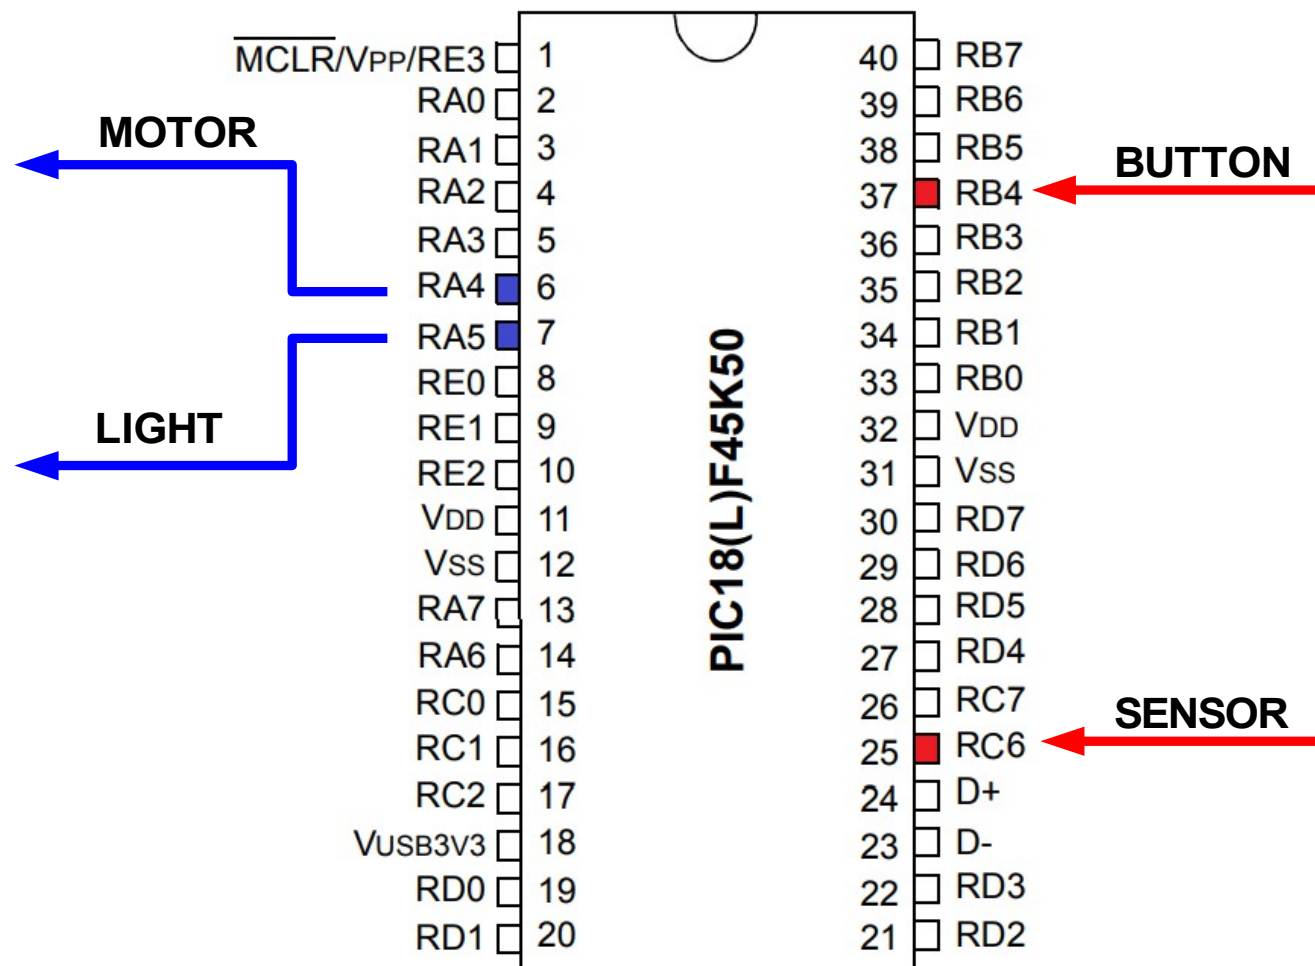 MCLR/VPP/RE3 1
RA0 2
RA1 3
RA2 4
RA3 5
RA4 6
RA5 7
RE0 8
RE1 9
RE2 10
VDD 11
VSS 12
RA7 13
RA6 14
RC0 15
RC1 16
RC2 17
VUSB3V3 18
RD0 19
RD1 20
MOTOR
LIGHT
PIC18(L)F45K50
40 RB7
39 RB6
38 RB5
37 RB4
36 RB3
35 RB2
34 RB1
33 RB0
32 VDD
31 VSS
30 RD7
29 RD6
28 RD5
27 RD4
26 RC7
25 RC6
24 D+
23 D-
22 RD3
21 RD2
BUTTON
SENSOR